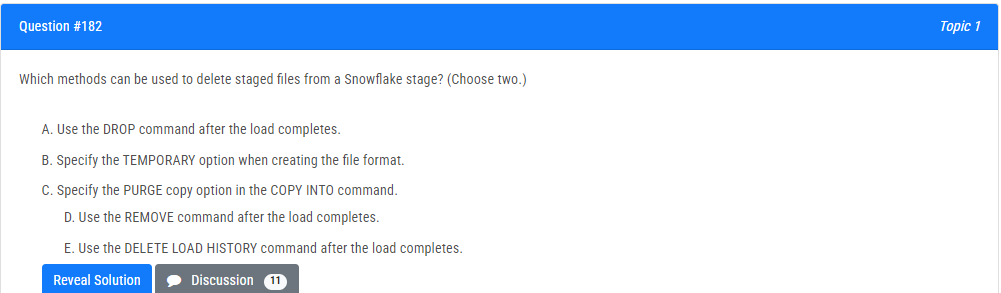 Question #182
Topic 1
Which methods can be used to delete staged files from a Snowflake stage? (Choose two.)
A. Use the DROP command after the load completes.
B. Specify the TEMPORARY option when creating the file format.
C. Specify the PURGE copy option in the COPY INTO command.
D. Use the REMOVE command after the load completes.
E. Use the DELETE LOAD HISTORY command after the load completes.
Reveal Solution
Discussion 11